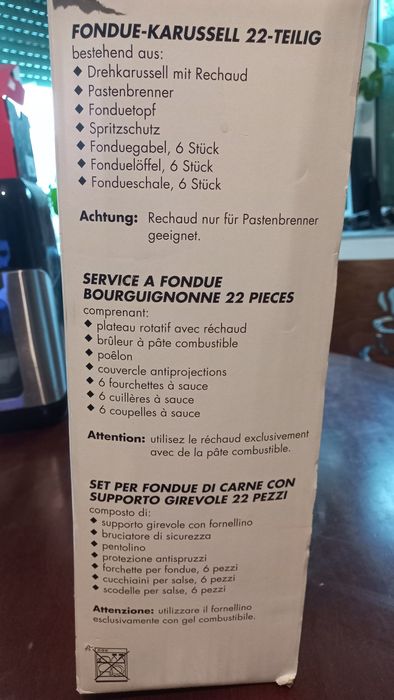 FONDUE-KARUSSELL 22-TEILIG
bestehend aus:
◆ Drehkarussell mit Rechaud
◆ Pastenbrenner
◆ Fonduetopf
◆ Spritzschutz
◆ Fonduegabel, 6 Stück
◆ Fonduelöffel, 6 Stück
◆ Fondueschale, 6 Stück
Achtung: Rechaud nur für Pastenbrenner
geeignet.
SERVICE A FONDUE
BOURGUIGNONNE 22 PIECES
comprenant:
◆ plateau rotatif avec réchaud
◆ brûleur à pâte combustible
◆ poêlon
◆ couvercle antiprojections
◆ 6 fourchettes à sauce
◆ 6 cuillères à sauce
◆ 6 coupelles à sauce
Attention: utilisez le réchaud exclusivement
avec de la pâte combustible.
SET PER FONDUE DI CARNE CON
SUPPORTO GIREVOLE 22 PEZZI
composto di:
◆ supporto girevole con fornellino
◆ bruciatore di sicurezza
◆ pentolino
◆ protezione antispruzzi
◆ forchette per fondue, 6 pezzi
◆ cucchiaini per salse, 6 pezzi
◆ scodelle per salse, 6 pezzi
Attenzione: utilizzare il fornellino
esclusivamente con gel combustibile.